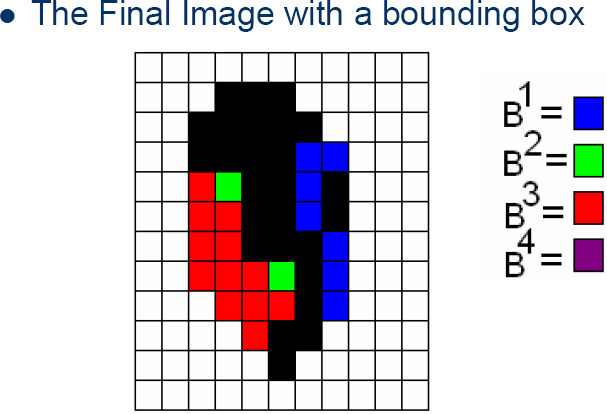 • The Final Image with a bounding box
B¹ =
B² =
B³ =
B⁴ =